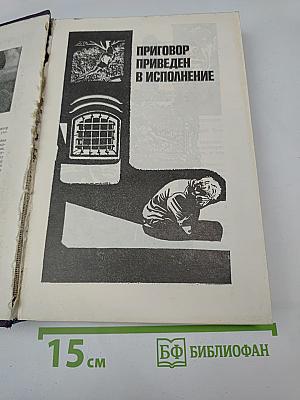 ПРИГОВОР
ПРИВЕДЕН
В ИСПОЛНЕНИЕ
15 см
БФ БИБЛИОФАН